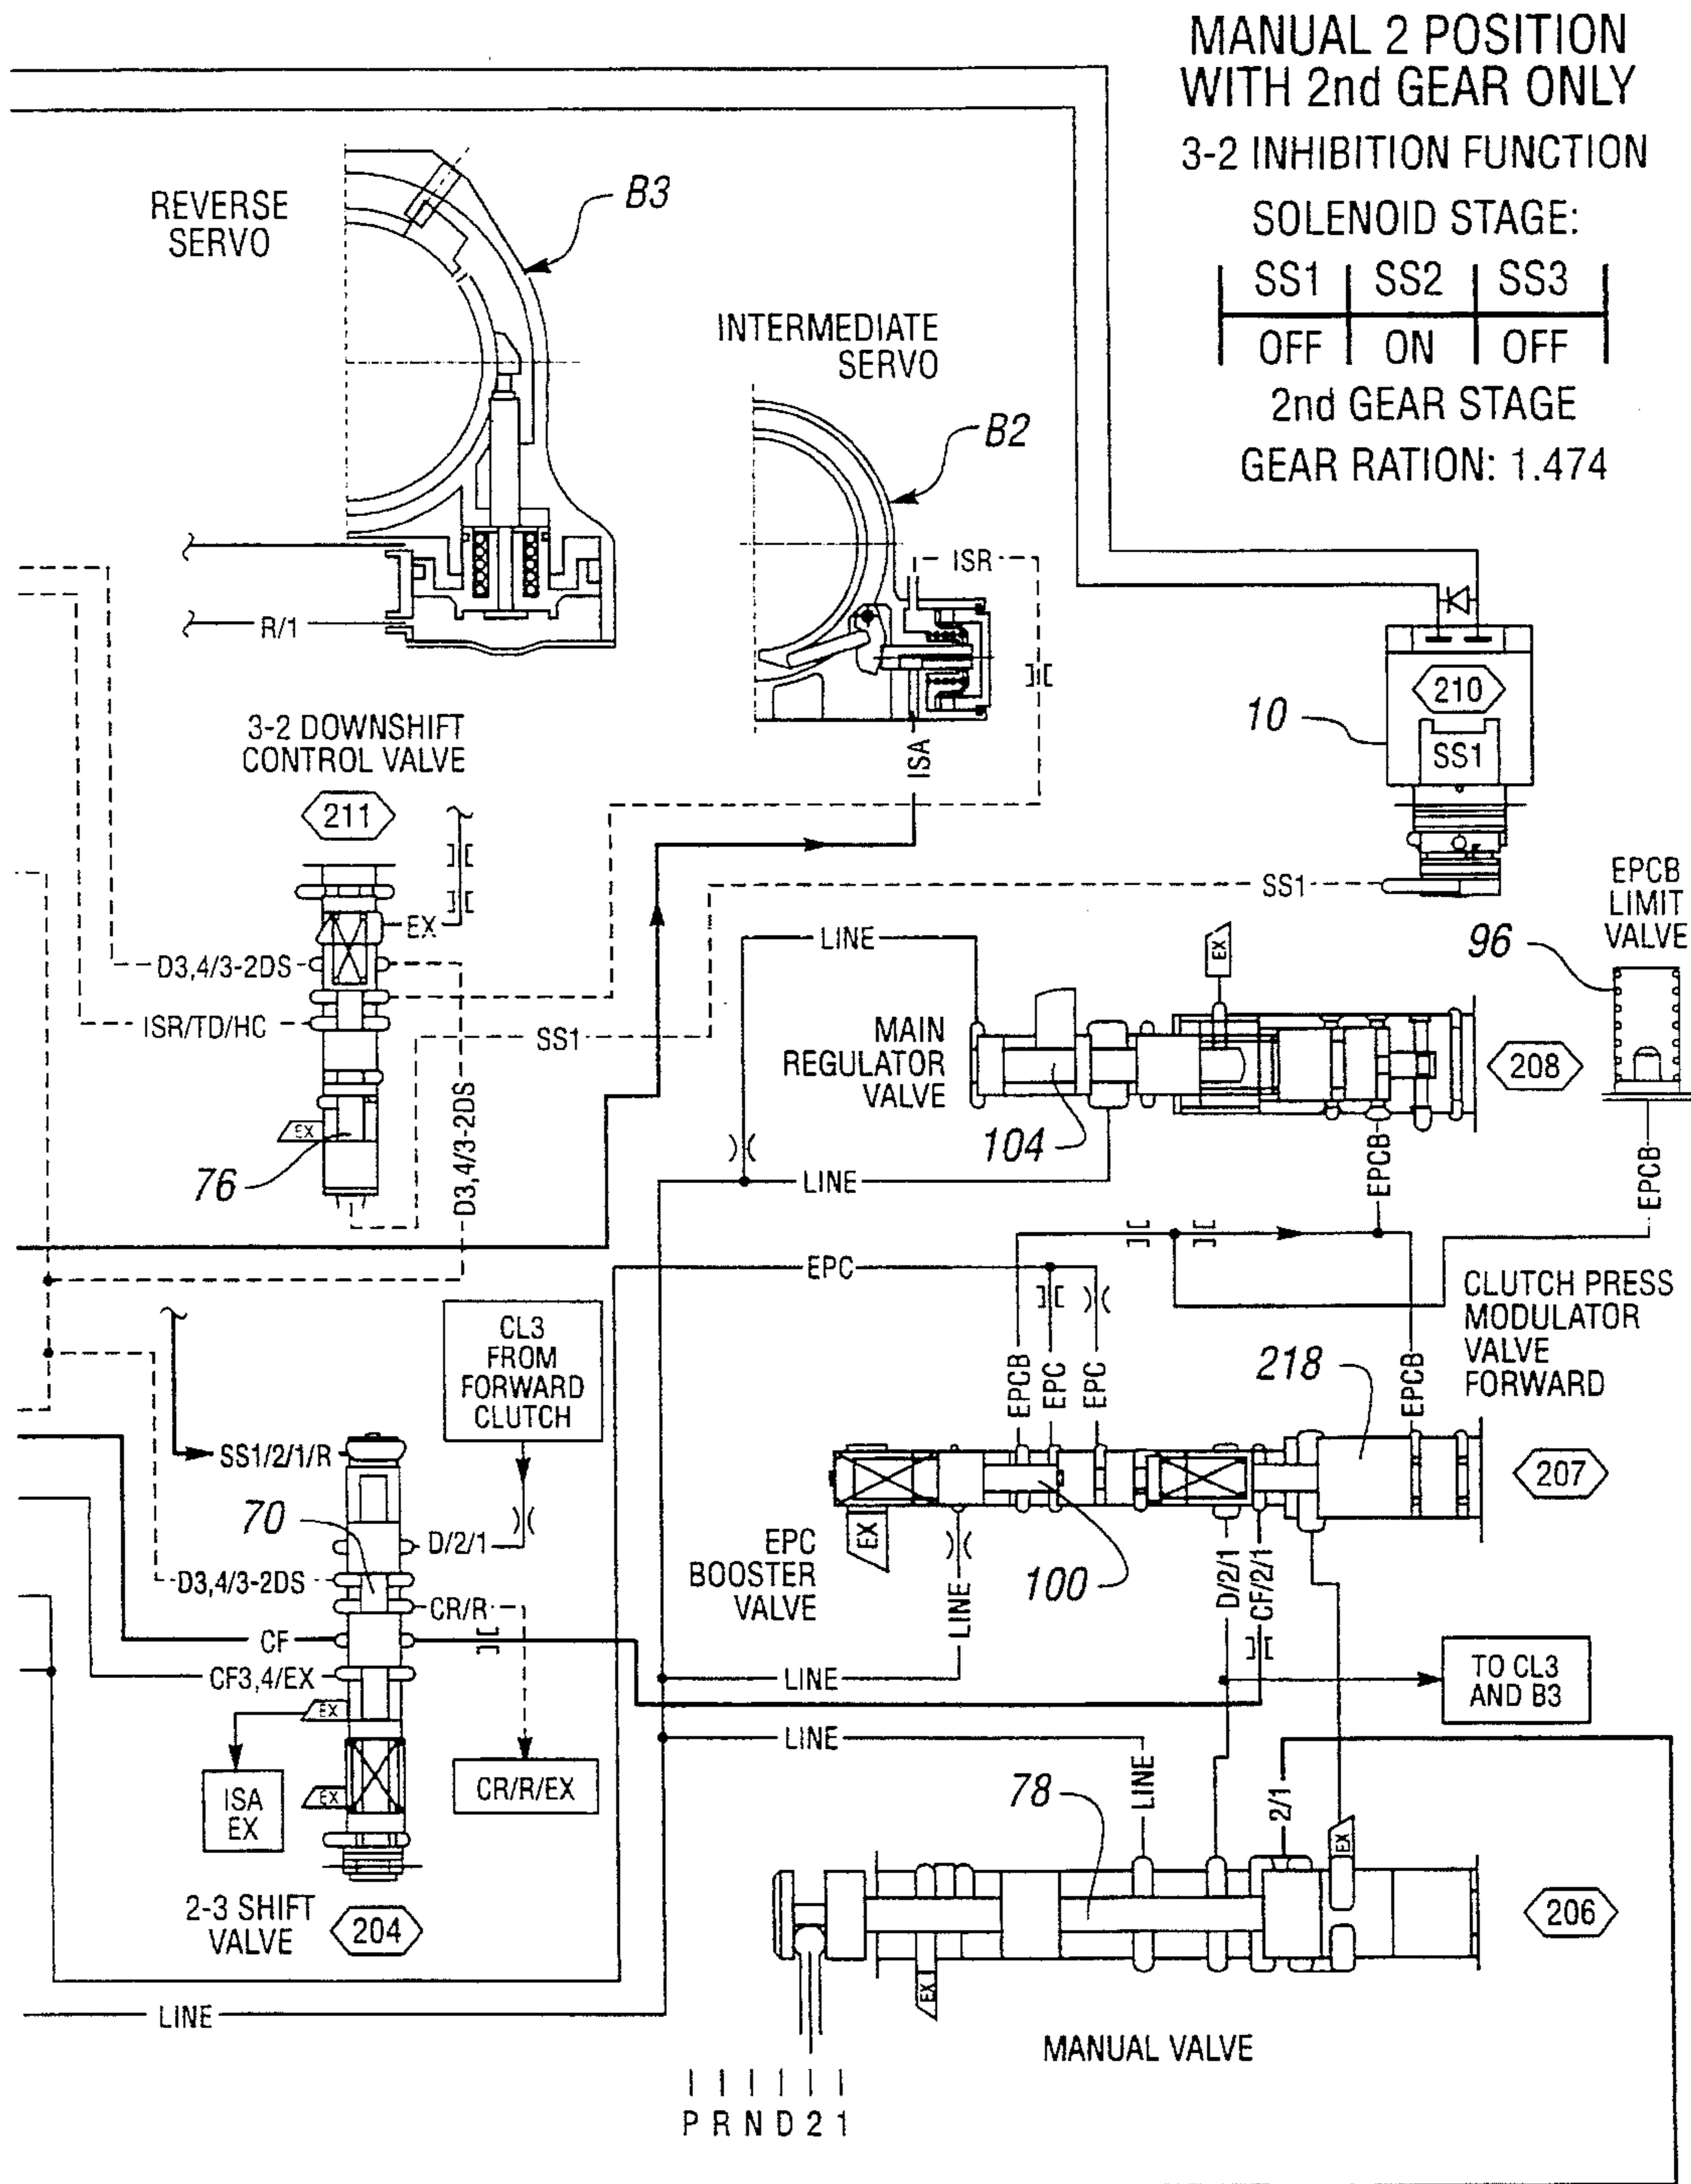 MANUAL 2 POSITION
WITH 2nd GEAR ONLY
3-2 INHIBITION FUNCTION
SOLENOID STAGE:
SS1 SS2 SS3
OFF ON OFF
2nd GEAR STAGE
GEAR RATION: 1.474
REVERSE
SERVO
B3
INTERMEDIATE
SERVO
B2
ISR
R/1
ISA
210
10
SS1
3-2 DOWNSHIFT
CONTROL VALVE
211
EX
SS1
EPCB
LIMIT
VALVE
96
LINE
EX
D3,4/3-2DS
ISR/TD/HC
SS1
MAIN
REGULATOR
VALVE
208
104
EX
76
D3,4/3-2DS
LINE
EPCB
EPCB
EPC
CLUTCH PRESS
MODULATOR
VALVE
FORWARD
CL3
FROM
FORWARD
CLUTCH
EPCB
EPC
EPC
218
EPCB
SS1/2/1/R
207
70
D/2/1
EX
EPC
BOOSTER
VALVE
100
LINE
D/2/1
CF/2/1
D3,4/3-2DS
CR/R
CF
CF3,4/EX
LINE
TO CL3
AND B3
EX
LINE
ISA
EX
EX
CR/R/EX
78
LINE
2/1
EX
2-3 SHIFT
VALVE
204
206
EX
LINE
MANUAL VALVE
P R N D 2 1